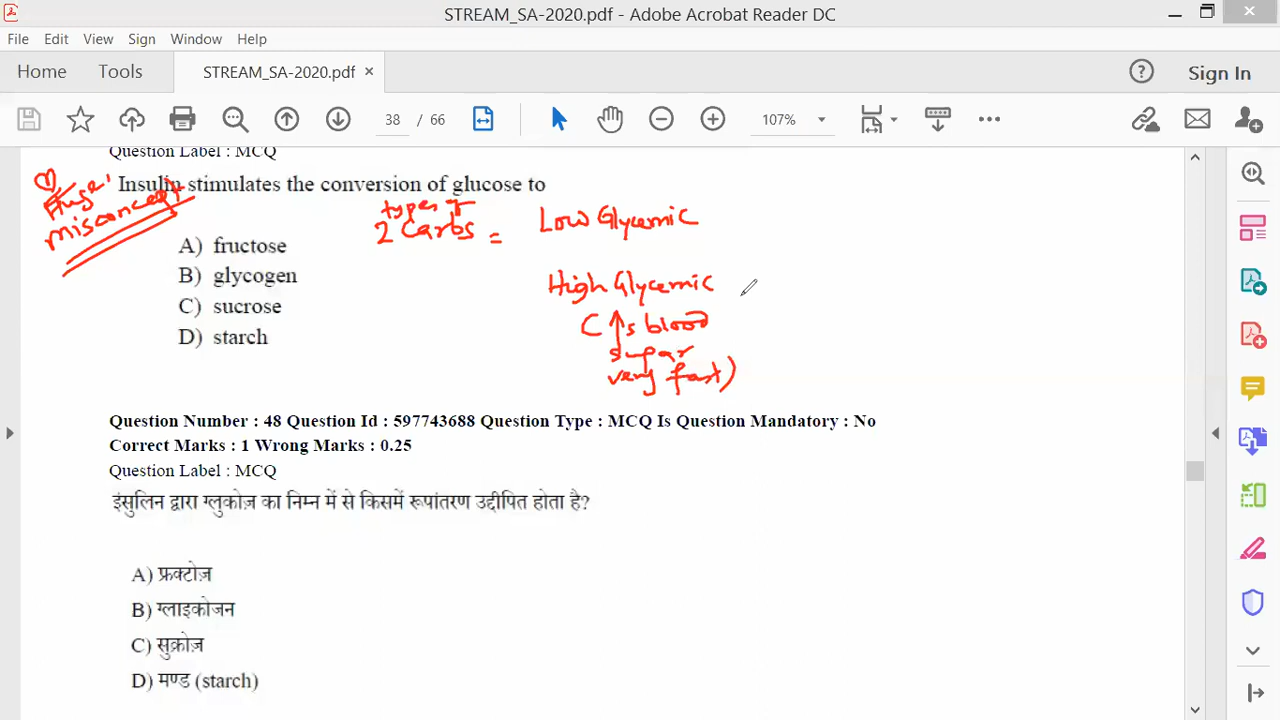 STREAM_SA-2020.pdf - Adobe Acrobat Reader DC
File Edit View Sign Window Help
Home Tools STREAM_SA-2020.pdf × Sign In
38 / 66 107%
Question Label : MCQ
Insulin stimulates the conversion of glucose to
Huge
misconcept
types of
2 Carbs =
Low Glycemic
High Glycemic
(↑s blood
sugar
very fast)
A) fructose
B) glycogen
C) sucrose
D) starch
Question Number : 48 Question Id : 597743688 Question Type : MCQ Is Question Mandatory : No
Correct Marks : 1 Wrong Marks : 0.25
Question Label : MCQ
इंसुलिन द्वारा ग्लुकोज़ का निम्न में से किसमें रूपांतरण उद्दीपित होता है?
A) फ्रक्टोज़
B) ग्लाइकोजन
C) सुक्रोज़
D) मण्ड (starch)